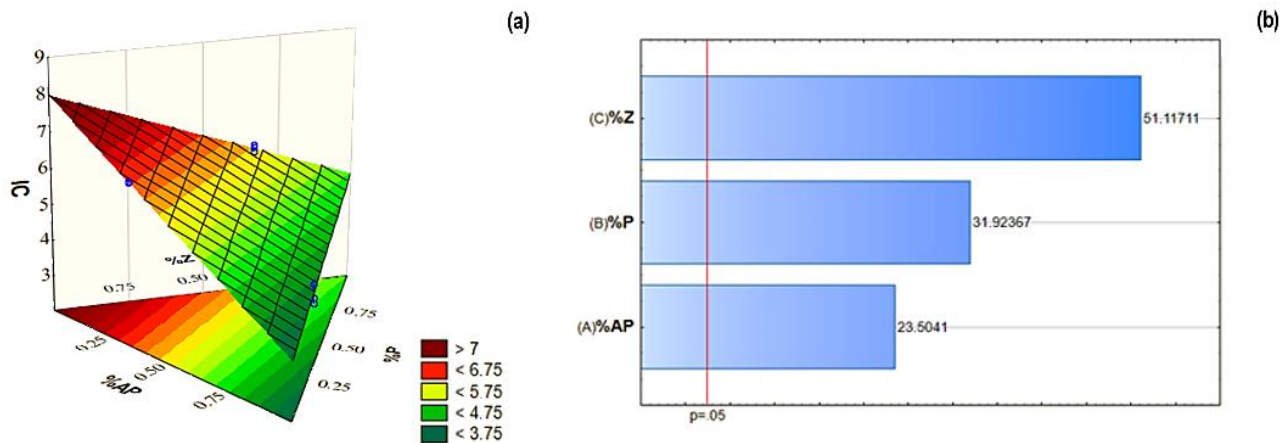 (a)
9
8
7
6
5
4
3
IC
%Z
0.75
0.50
0.25
0.50
0.75
%AP
0.75
0.50
0.25
%P
> 7
< 6.75
< 5.75
< 4.75
< 3.75
(b)
(C)%Z
51.11711
(B)%P
31.92367
(A)%AP
23.5041
p=.05